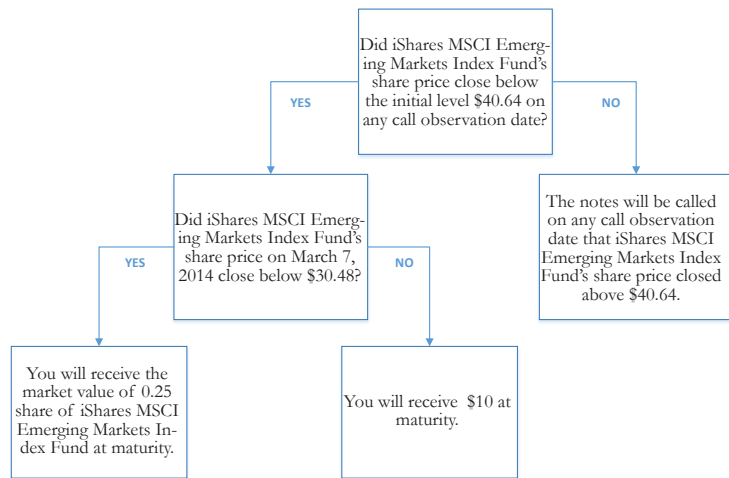 Did iShares MSCI Emerg-
ing Markets Index Fund's
share price close below
the initial level $40.64 on
any call observation date?
YES
NO
Did iShares MSCI Emerg-
ing Markets Index Fund's
share price on March 7,
2014 close below $30.48?
The notes will be called
on any call observation
date that iShares MSCI
Emerging Markets Index
Fund's share price closed
above $40.64.
YES
NO
You will receive the
market value of 0.25
share of iShares MSCI
Emerging Markets In-
dex Fund at maturity.
You will receive $10 at
maturity.